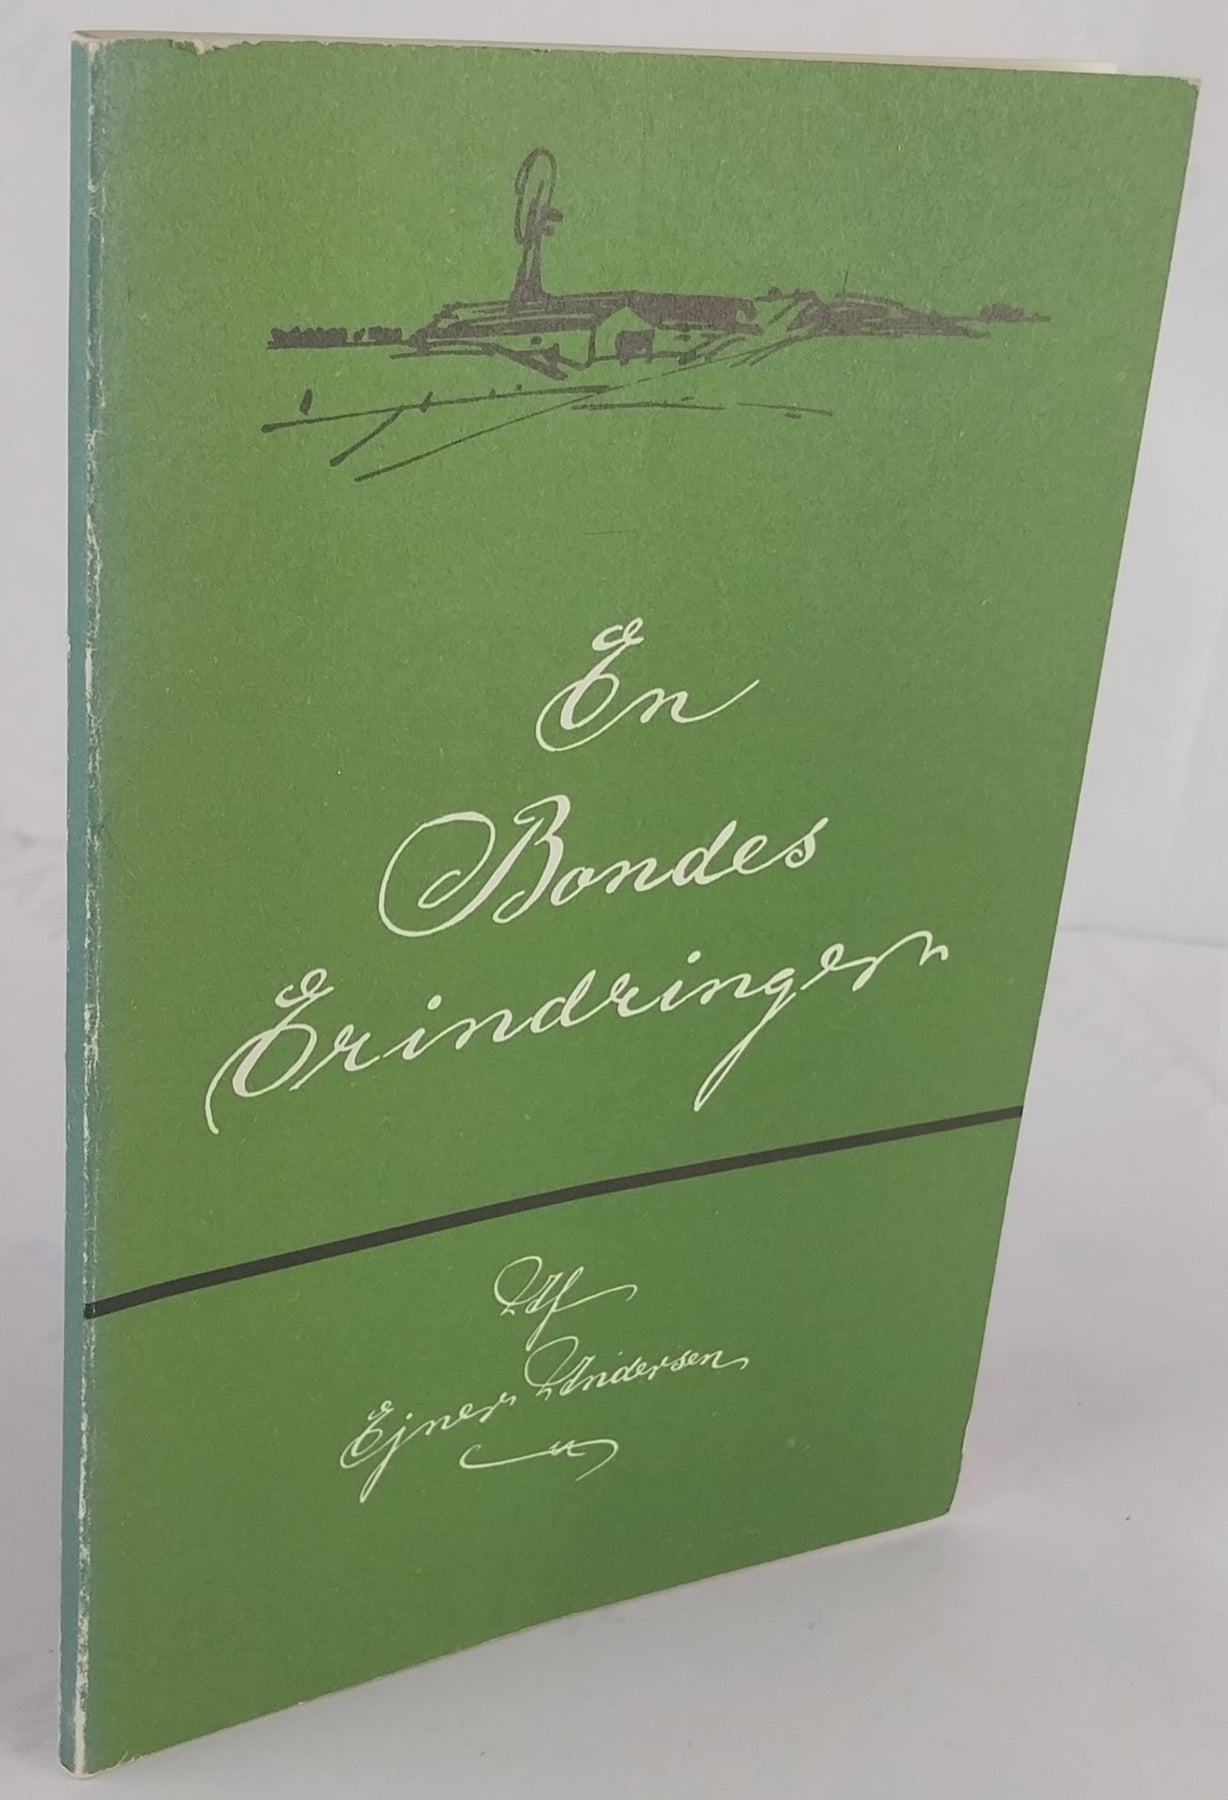 En
Bondes
Erindringer
Af
Ejner Andersen